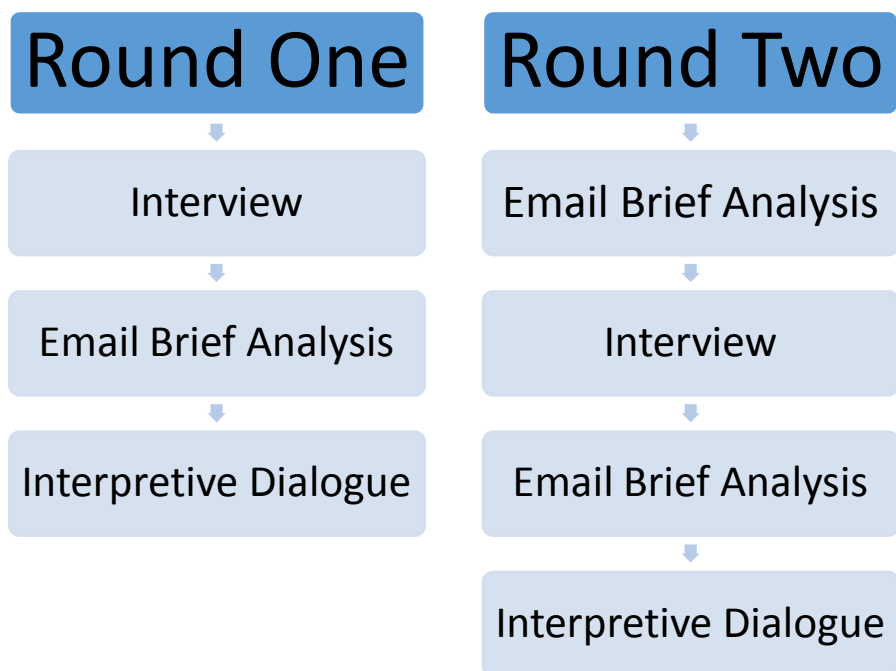 Round One
Interview
Email Brief Analysis
Interpretive Dialogue
Round Two
Email Brief Analysis
Interview
Email Brief Analysis
Interpretive Dialogue